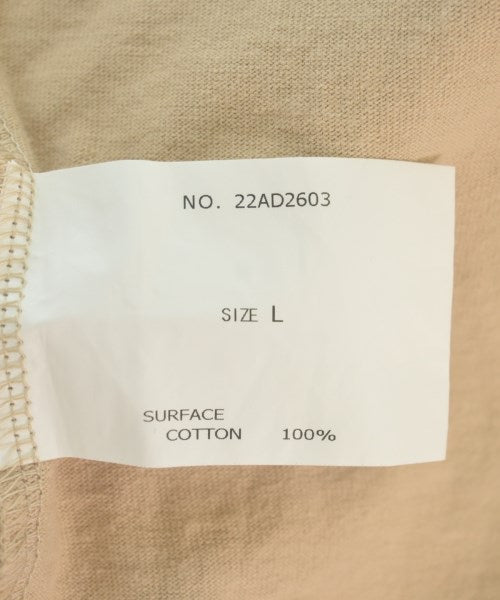 NO. 22AD2603
SIZE L
SURFACE
COTTON 100%